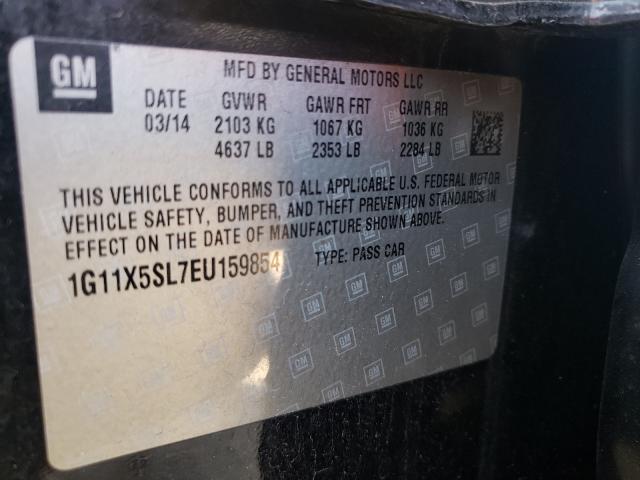 GM
MFD BY GENERAL MOTORS LLC
DATE GVWR GAWR FRT GAWR RR
03/14 2103 KG 1067 KG 1036 KG
4637 LB 2353 LB 2284 LB
THIS VEHICLE CONFORMS TO ALL APPLICABLE U.S. FEDERAL MOTOR
VEHICLE SAFETY, BUMPER, AND THEFT PREVENTION STANDARDS IN
EFFECT ON THE DATE OF MANUFACTURE SHOWN ABOVE.
1G11X5SL7EU159854 TYPE: PASS CAR